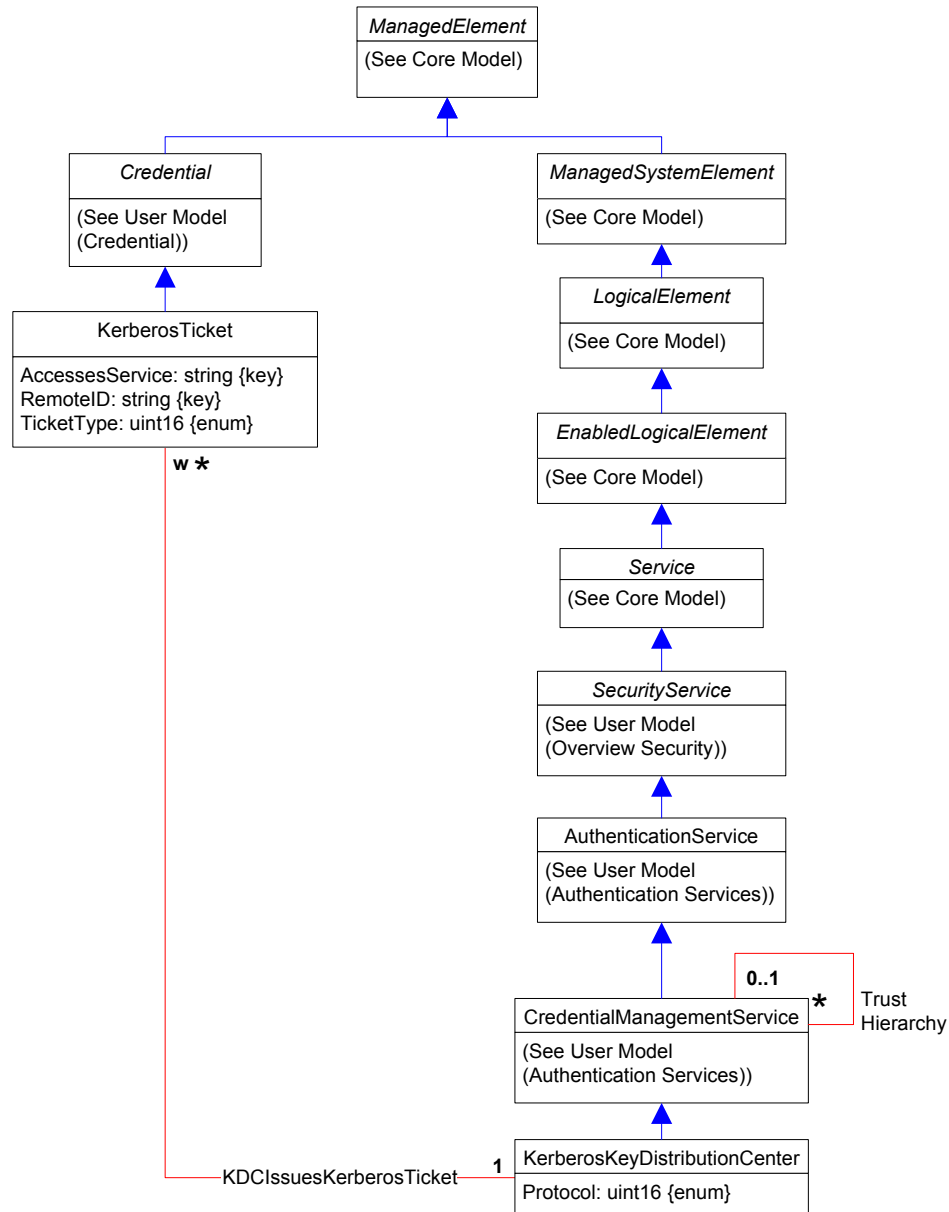 ManagedElement
(See Core Model)
Credential
(See User Model
(Credential))
ManagedSystemElement
(See Core Model)
LogicalElement
(See Core Model)
KerberosTicket
AccessesService: string {key}
RemoteID: string {key}
TicketType: uint16 {enum}
w *
EnabledLogicalElement
(See Core Model)
Service
(See Core Model)
SecurityService
(See User Model
(Overview Security))
AuthenticationService
(See User Model
(Authentication Services))
0..1
*
Trust
Hierarchy
CredentialManagementService
(See User Model
(Authentication Services))
KDCIssuesKerberosTicket
1
KerberosKeyDistributionCenter
Protocol: uint16 {enum}